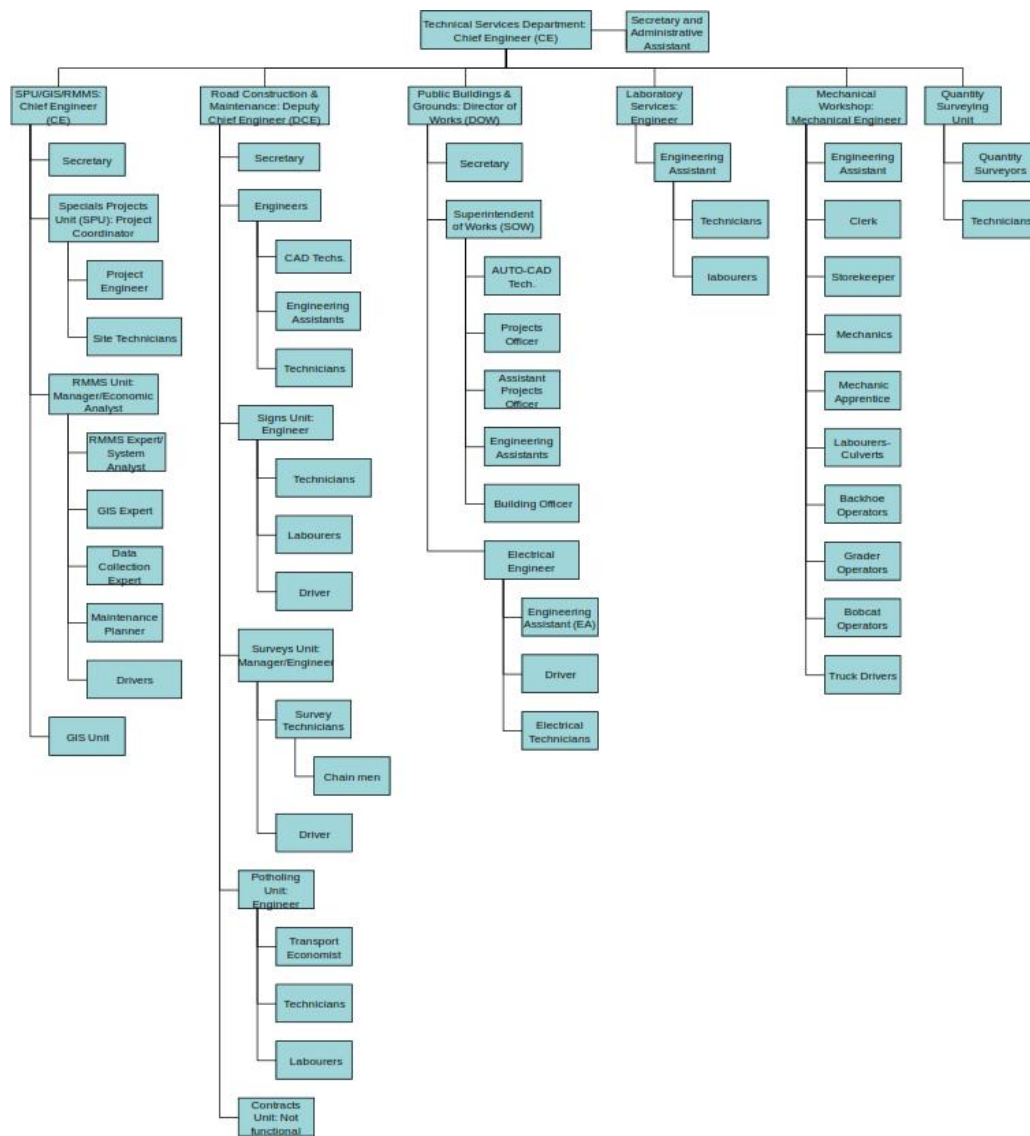 Technical Services Department:
Chief Engineer (CE)
Secretary and
Administrative
Assistant
SPU/GIS/RMMS:
Chief Engineer
(CE)
Secretary
Specials Projects
Unit (SPU): Project
Coordinator
Project
Engineer
Site Technicians
RMMS Unit:
Manager/Economic
Analyst
RMMS Expert/
System
Analyst
GIS Expert
Data
Collection
Expert
Maintenance
Planner
Drivers
GIS Unit
Road Construction &
Maintenance: Deputy
Chief Engineer (DCE)
Secretary
Engineers
CAD Techs.
Engineering
Assistants
Technicians
Signs Unit:
Engineer
Technicians
Labourers
Driver
Surveys Unit:
Manager/Engineer
Survey
Technicians
Chain men
Driver
Potholing
Unit:
Engineer
Transport
Economist
Technicians
Labourers
Contracts
Unit: Not
functional
Public Buildings &
Grounds: Director of
Works (DOW)
Secretary
Superintendent
of Works (SOW)
AUTO-CAD
Tech.
Projects
Officer
Assistant
Projects
Officer
Engineering
Assistants
Building Officer
Electrical
Engineer
Engineering
Assistant (EA)
Driver
Electrical
Technicians
Laboratory
Services:
Engineer
Engineering
Assistant
Technicians
labourers
Mechanical
Workshop:
Mechanical Engineer
Engineering
Assistant
Clerk
Storekeeper
Mechanics
Mechanic
Apprentice
Labourers-
Culverts
Backhoe
Operators
Grader
Operators
Bobcat
Operators
Truck Drivers
Quantity
Surveying
Unit
Quantity
Surveyors
Technicians